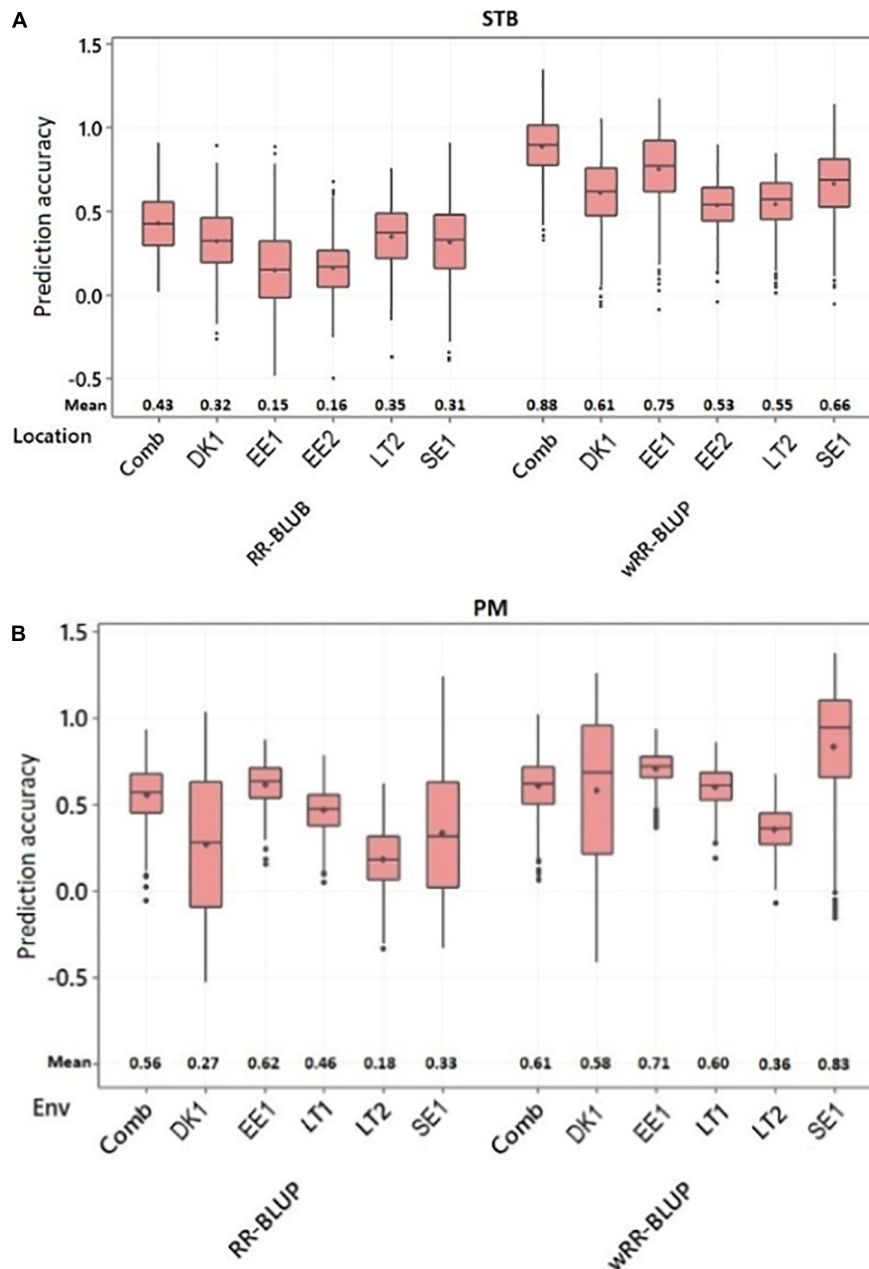 A
STB
Prediction accuracy
1.5
1.0
0.5
0.0
-0.5
Mean 0.43 0.32 0.15 0.16 0.35 0.31 0.88 0.61 0.75 0.53 0.55 0.66
Location Comb DK1 EE1 EE2 LT2 SE1 Comb DK1 EE1 EE2 LT2 SE1
RR-BLUB wRR-BLUP
B
PM
Prediction accuracy
1.5
1.0
0.5
0.0
-0.5
Mean 0.56 0.27 0.62 0.46 0.18 0.33 0.61 0.58 0.71 0.60 0.36 0.83
Env Comb DK1 EE1 LT1 LT2 SE1 Comb DK1 EE1 LT1 LT2 SE1
RR-BLUP wRR-BLUP